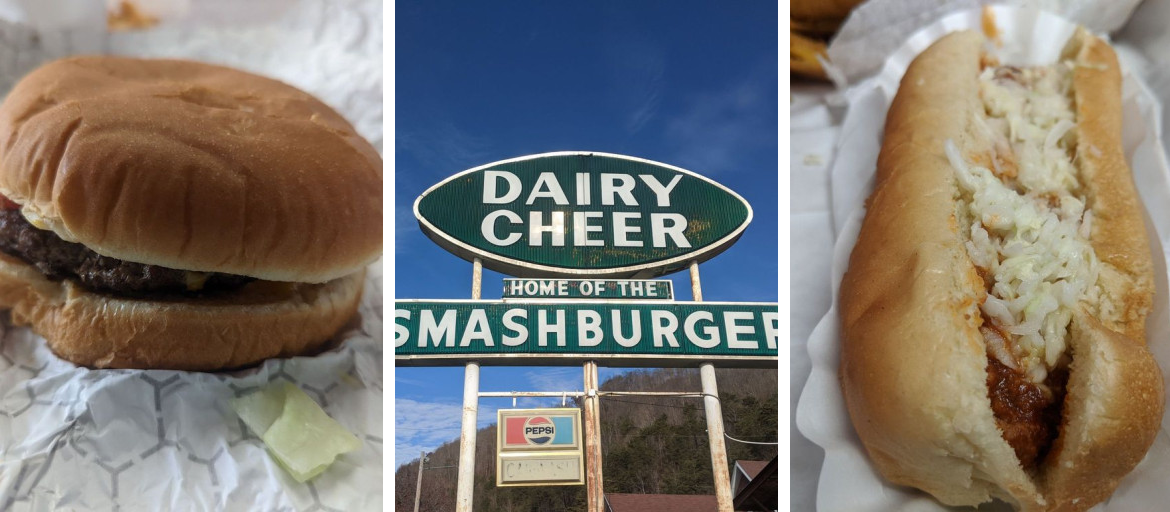 DAIRY
CHEER
HOME OF THE
SMASHBURGER
PEPSI